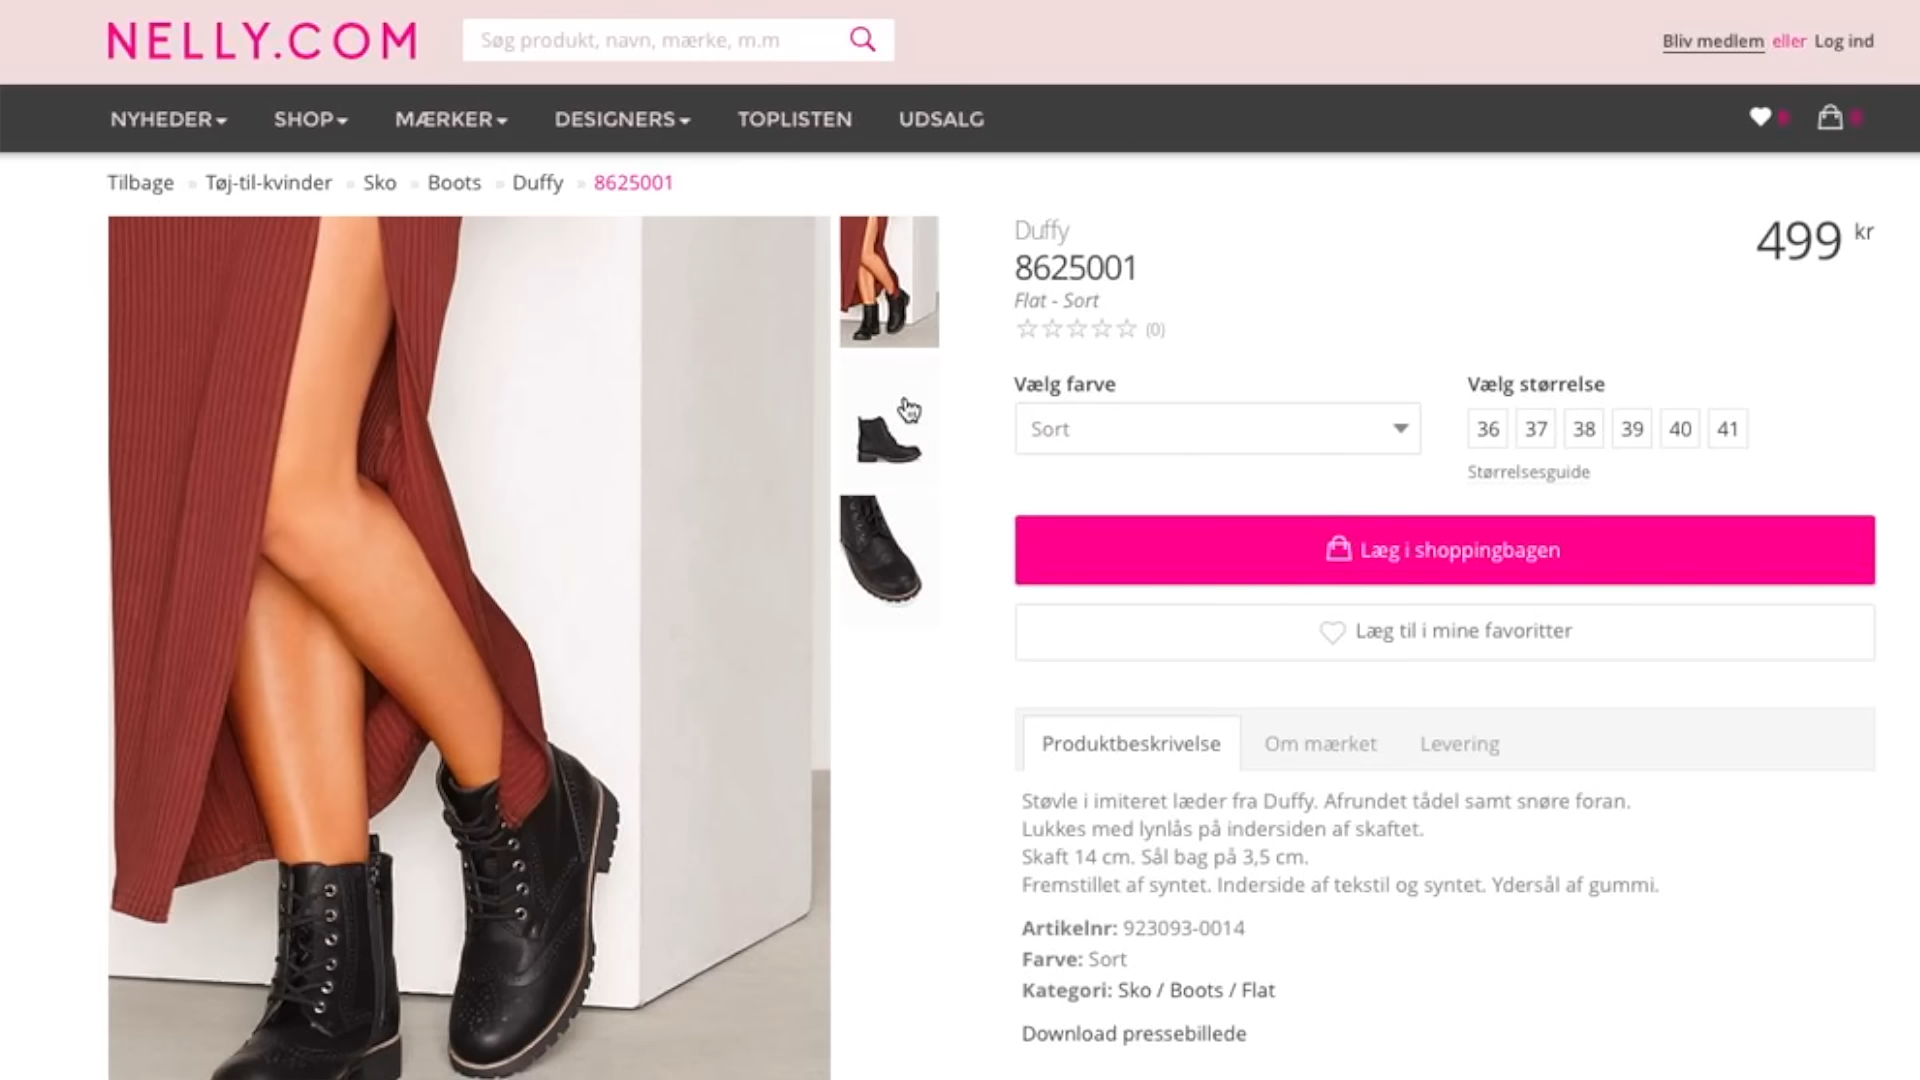 NELLY.COM
Søg produkt, navn, mærke, m.m
Bliv medlem eller Log ind
NYHEDER SHOP MÆRKER DESIGNERS TOPLISTEN UDSALG
Tilbage » Tøj-til-kvinder » Sko » Boots » Duffy » 8625001
Duffy
8625001
499 kr
Flat - Sort
(0)
Vælg farve
Sort
Vælg størrelse
36 37 38 39 40 41
Størrelsesguide
Læg i shoppingbagen
Læg til i mine favoritter
Produktbeskrivelse Om mærket Levering
Støvle i imiteret læder fra Duffy. Afrundet tådel samt snøre foran.
Lukkes med lynlås på indersiden af skaftet.
Skaft 14 cm. Sål bag på 3,5 cm.
Fremstillet af syntet. Inderside af tekstil og syntet. Ydersål af gummi.
Artikelnr: 923093-0014
Farve: Sort
Kategori: Sko / Boots / Flat
Download pressebillede